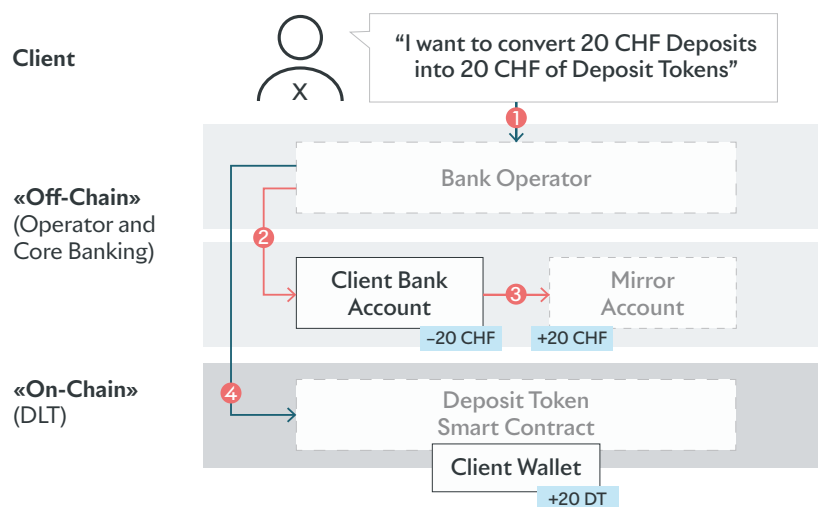 Client
X
“I want to convert 20 CHF Deposits
into 20 CHF of Deposit Tokens”
1
«Off-Chain»
(Operator and
Core Banking)
Bank Operator
2
Client Bank
Account
–20 CHF
3
Mirror
Account
+20 CHF
«On-Chain»
(DLT)
4
Deposit Token
Smart Contract
Client Wallet
+20 DT